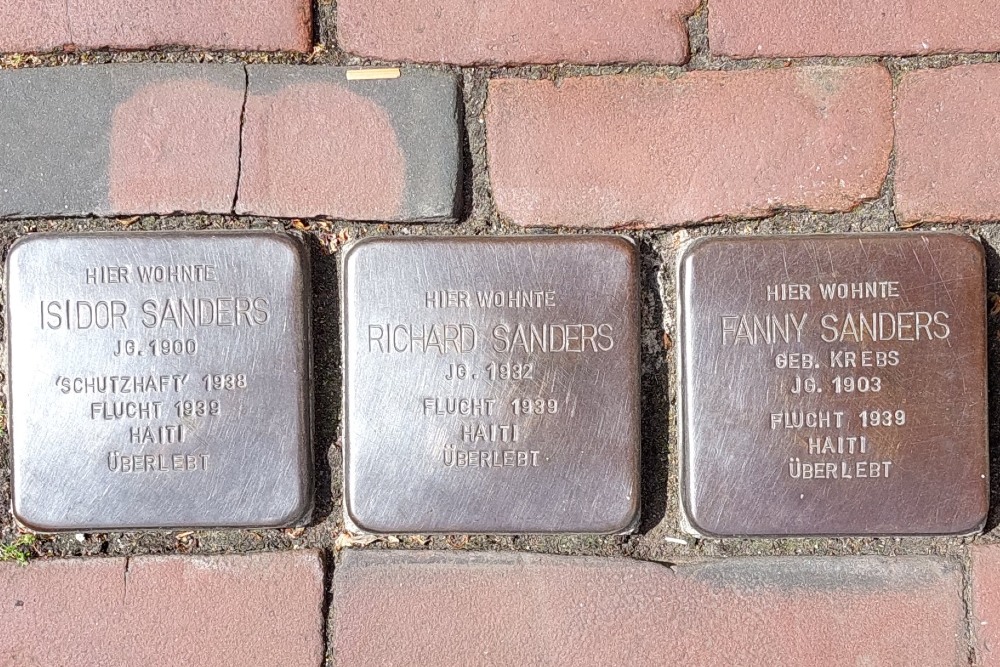 HIER WOHNTE
ISIDOR SANDERS
JG. 1900
'SCHUTZHAFT' 1938
FLUCHT 1939
HAITI
ÜBERLEBT
HIER WOHNTE
RICHARD SANDERS
JG. 1932
FLUCHT 1939
HAITI
ÜBERLEBT
HIER WOHNTE
FANNY SANDERS
GEB. KREBS
JG. 1903
FLUCHT 1939
HAITI
ÜBERLEBT